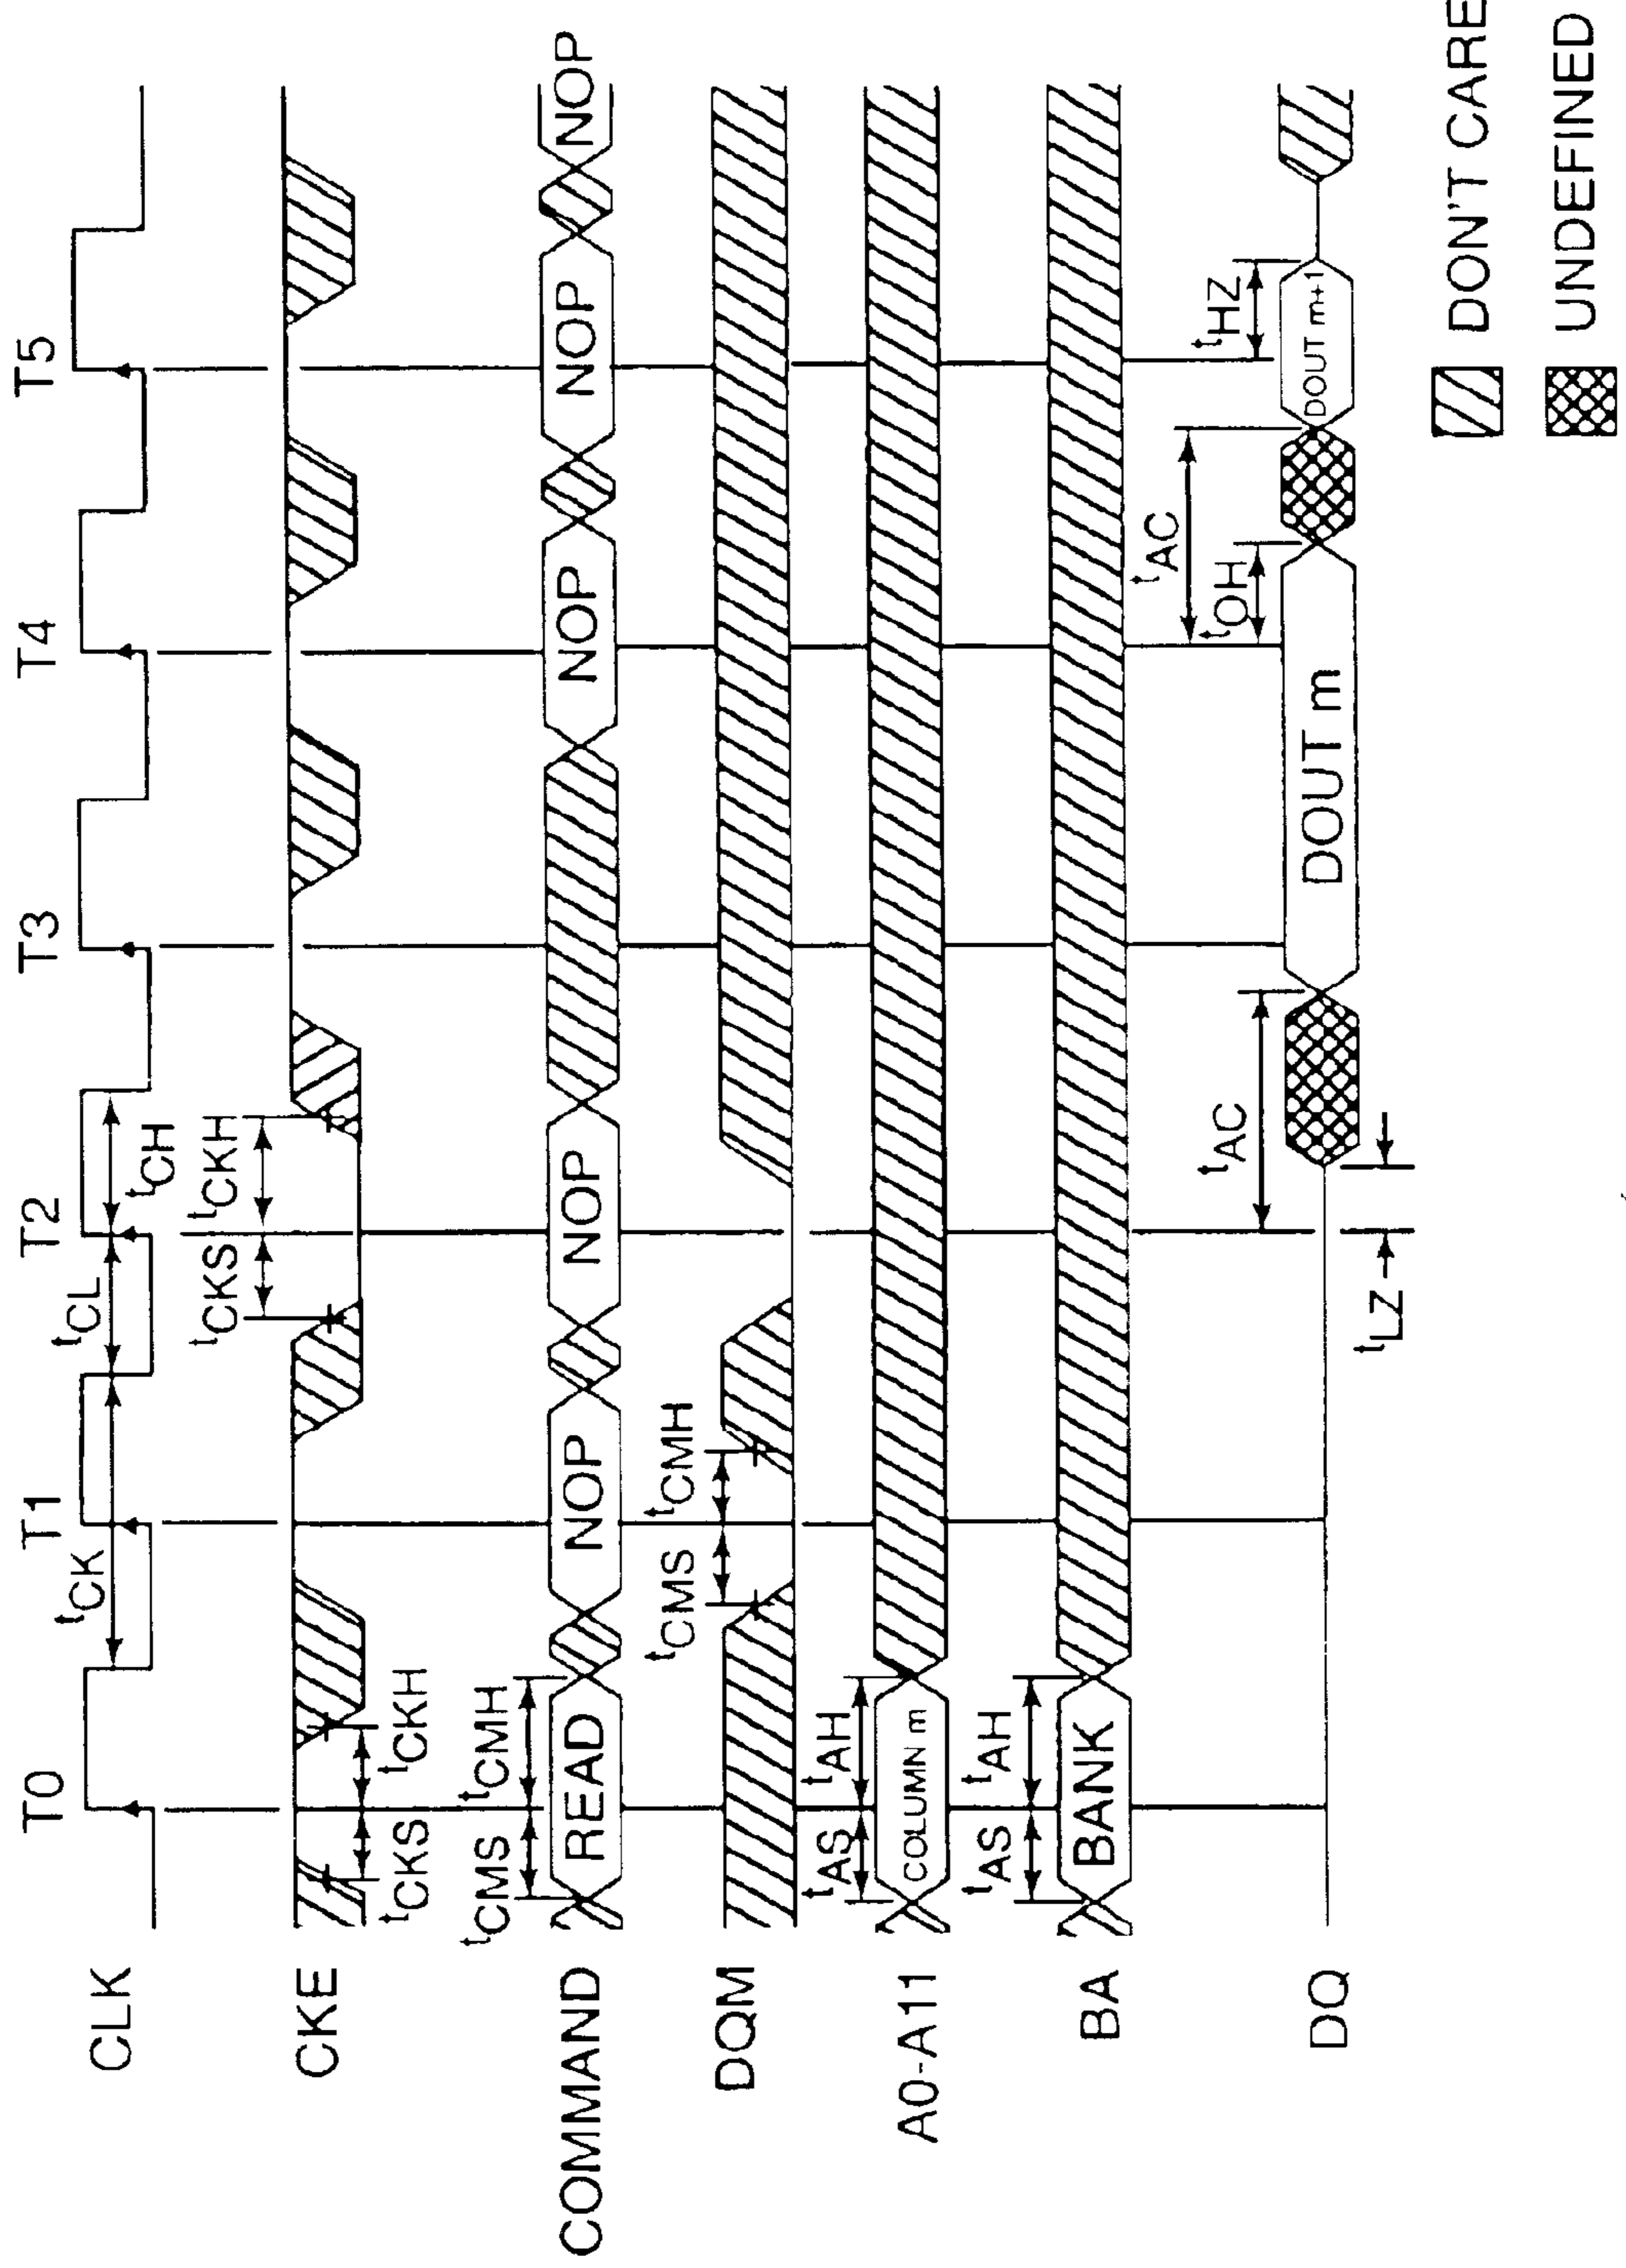 T0 T1 T2 T3 T4 T5
CLK
tCK tCL tCH
CKE
tCKS tCKH tCKS tCKH
COMMAND
tCMS tCMH
READ NOP NOP NOP NOP NOP
DQM
tCMS tCMH
A0-A11
tAS tAH
COLUMN m
BA
tAS tAH
BANK
DQ
tLZ tAC tOH tAC tHZ
DOUT m DOUT m+1
DON'T CARE
UNDEFINED